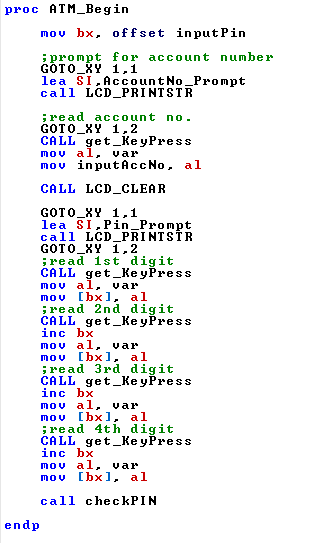 proc ATM_Begin
mov bx, offset inputPin
;prompt for account number
GOTO_XY 1,1
lea SI,AccountNo_Prompt
call LCD_PRINTSTR
;read account no.
GOTO_XY 1,2
CALL get_KeyPress
mov al, var
mov inputAccNo, al
CALL LCD_CLEAR
GOTO_XY 1,1
lea SI,Pin_Prompt
call LCD_PRINTSTR
GOTO_XY 1,2
;read 1st digit
CALL get_KeyPress
mov al, var
mov [bx], al
;read 2nd digit
CALL get_KeyPress
inc bx
mov al, var
mov [bx], al
;read 3rd digit
CALL get_KeyPress
inc bx
mov al, var
mov [bx], al
;read 4th digit
CALL get_KeyPress
inc bx
mov al, var
mov [bx], al
call checkPIN
endp